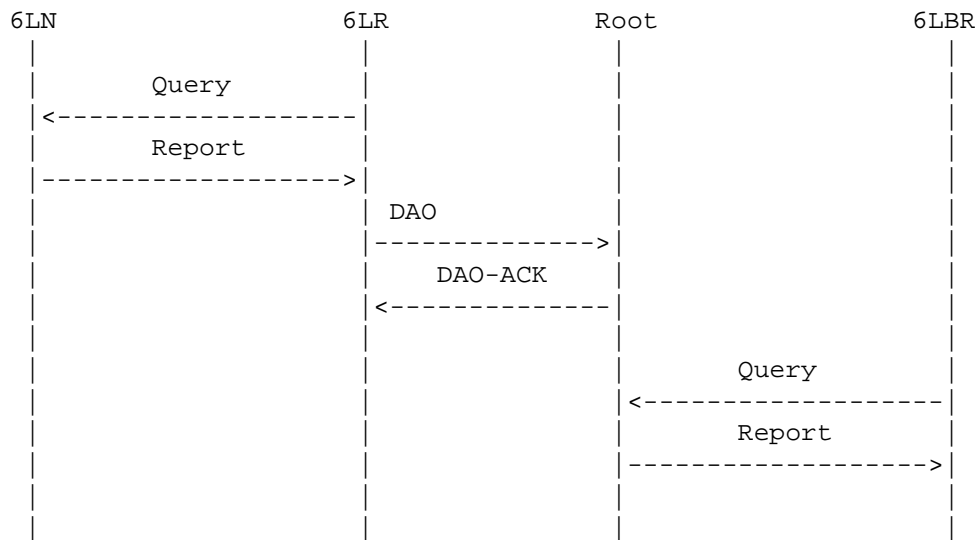 6LN 6LR Root 6LBR
Query
Report
DAO
DAO-ACK
Query
Report